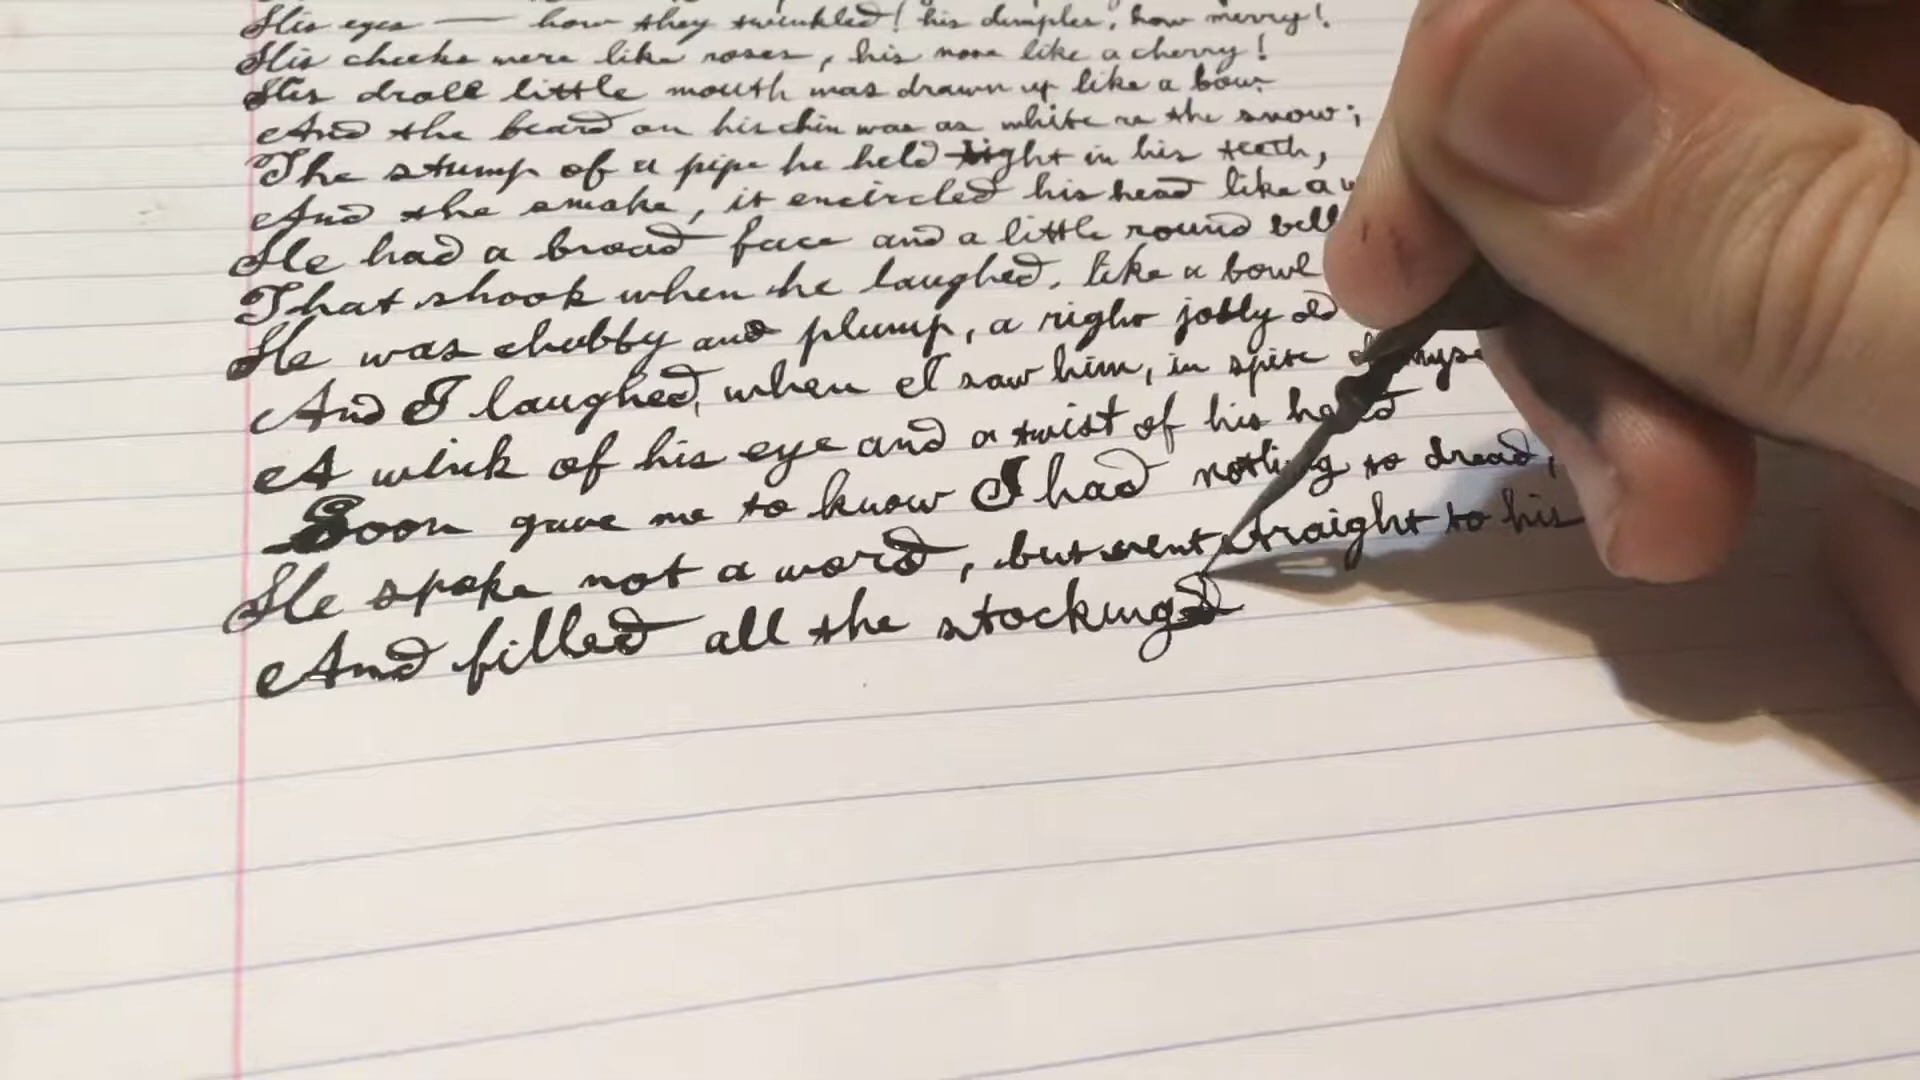 His eyes — how they twinkled! his dimples, how merry!
His cheeks were like roses, his nose like a cherry!
His droll little mouth was drawn up like a bow.
And the beard on his chin was as white as the snow;
The stump of a pipe he held tight in his teeth,
And the smoke, it encircled his head like a
He had a broad face and a little round bell
That shook when he laughed, like a bowl
He was chubby and plump, a right jolly old
And I laughed, when I saw him, in spite of myse
A wink of his eye and a twist of his head
Soon gave me to know I had nothing to dread,
He spoke not a word, but went straight to his
And filled all the stockings